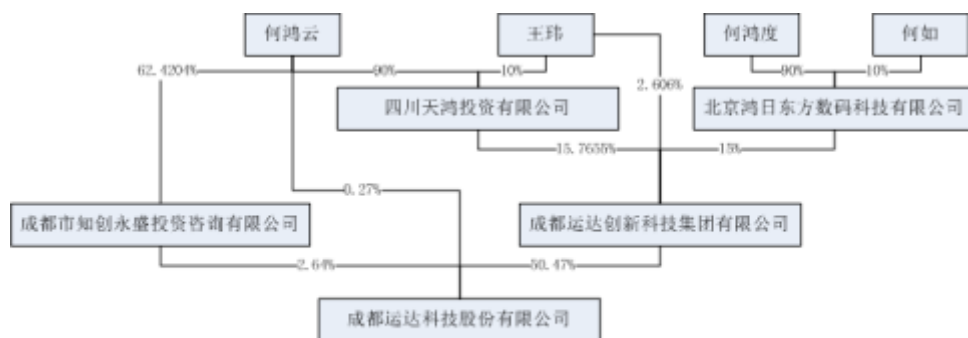 何鸿云
王玮
何鸿度
何如
62.4204%
90%
10%
2.606%
90%
10%
四川天鸿投资有限公司
北京鸿日东方数码科技有限公司
15.7655%
15%
0.27%
成都市知创永盛投资咨询有限公司
成都运达创新科技集团有限公司
2.64%
50.47%
成都运达科技股份有限公司